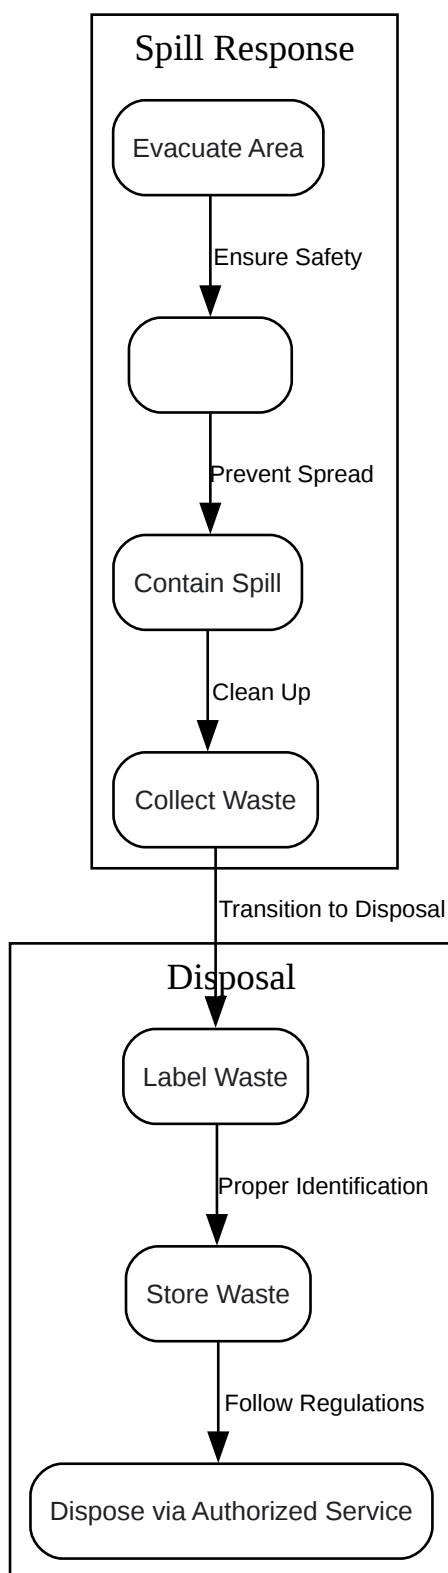 Spill Response
Evacuate Area
Ensure Safety
Prevent Spread
Contain Spill
Clean Up
Collect Waste
Transition to Disposal
Disposal
Label Waste
Proper Identification
Store Waste
Follow Regulations
Dispose via Authorized Service